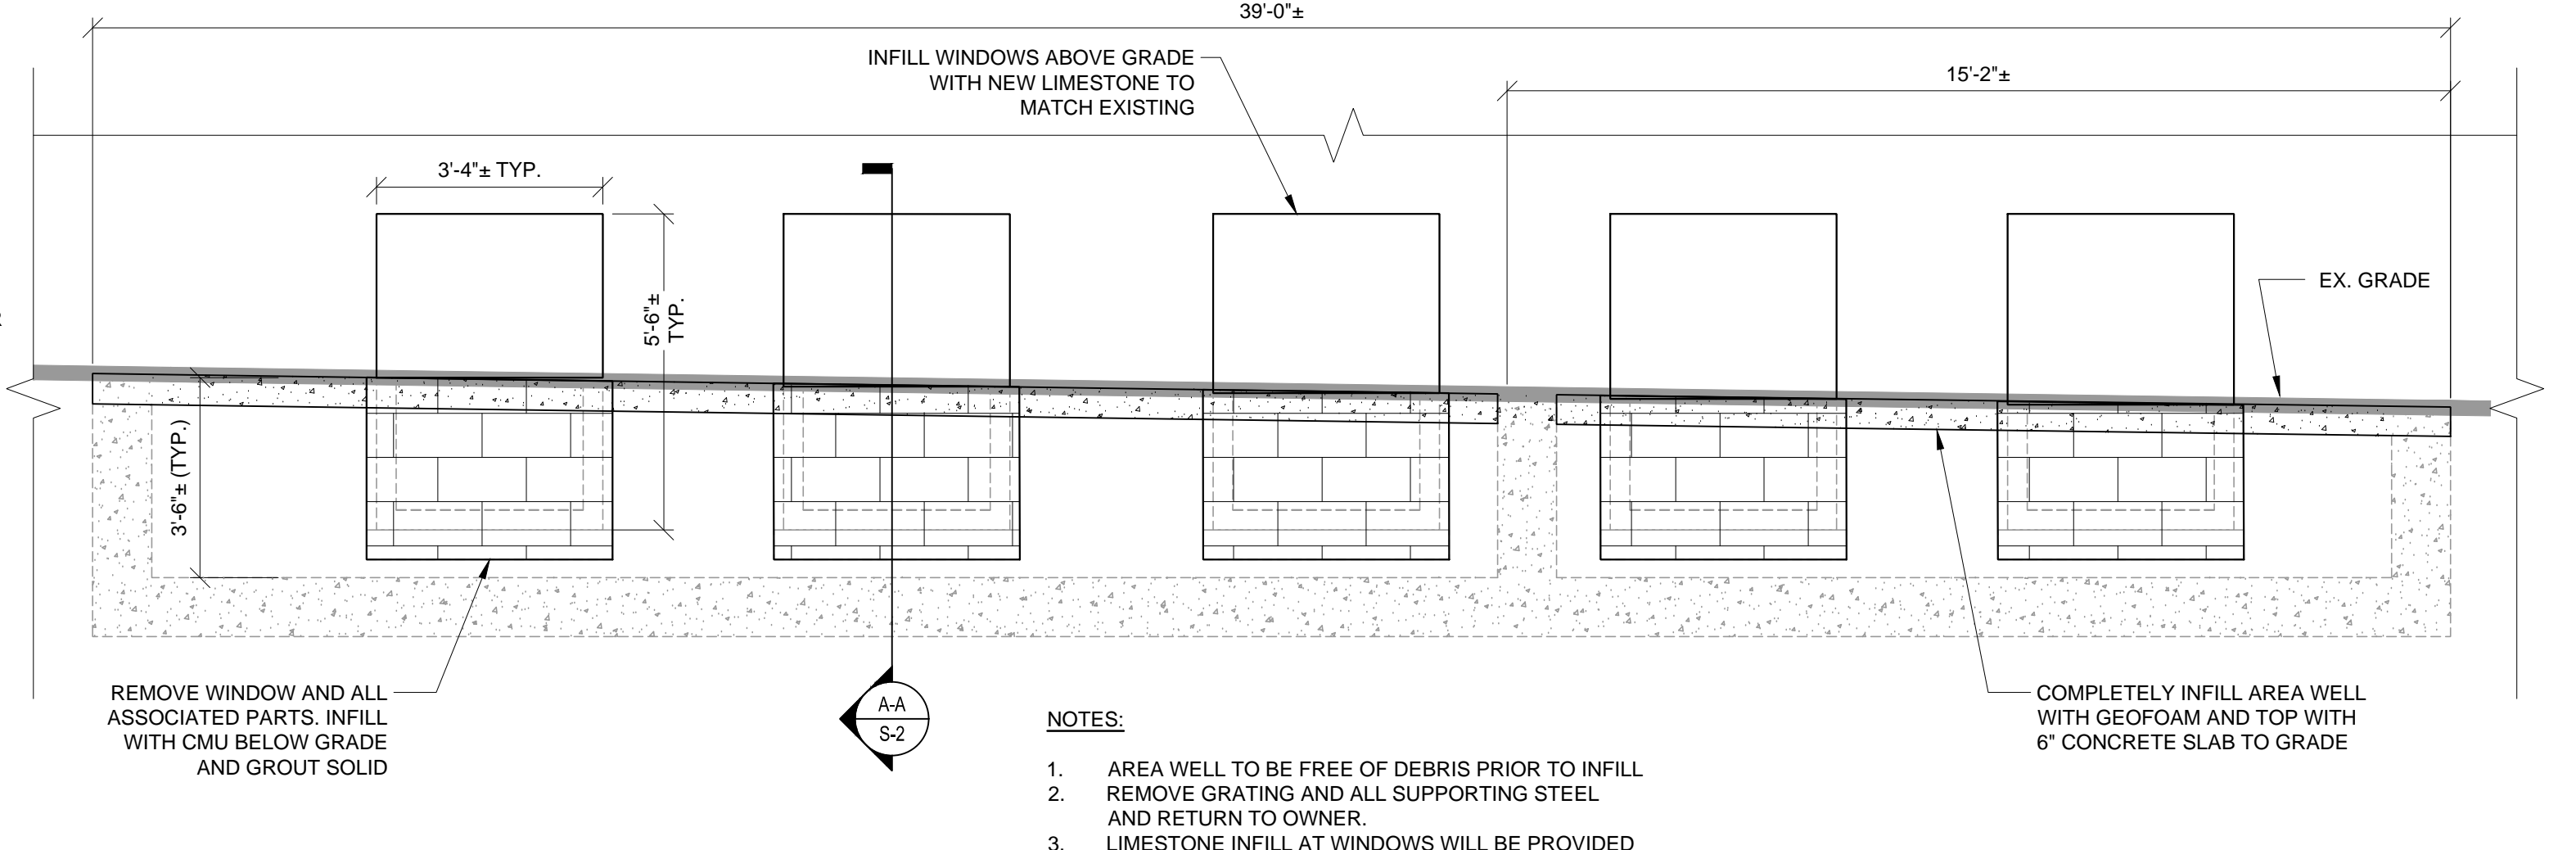 39'-0"±
INFILL WINDOWS ABOVE GRADE
WITH NEW LIMESTONE TO
MATCH EXISTING
15'-2"±
3'-4"± TYP.
5'-6"±
TYP.
EX. GRADE
3'-6"± (TYP.)
REMOVE WINDOW AND ALL
ASSOCIATED PARTS. INFILL
WITH CMU BELOW GRADE
AND GROUT SOLID
A-A
S-2
COMPLETELY INFILL AREA WELL
WITH GEOFOAM AND TOP WITH
6" CONCRETE SLAB TO GRADE
NOTES:
1. AREA WELL TO BE FREE OF DEBRIS PRIOR TO INFILL
2. REMOVE GRATING AND ALL SUPPORTING STEEL
AND RETURN TO OWNER.
3. LIMESTONE INFILL AT WINDOWS WILL BE PROVIDED